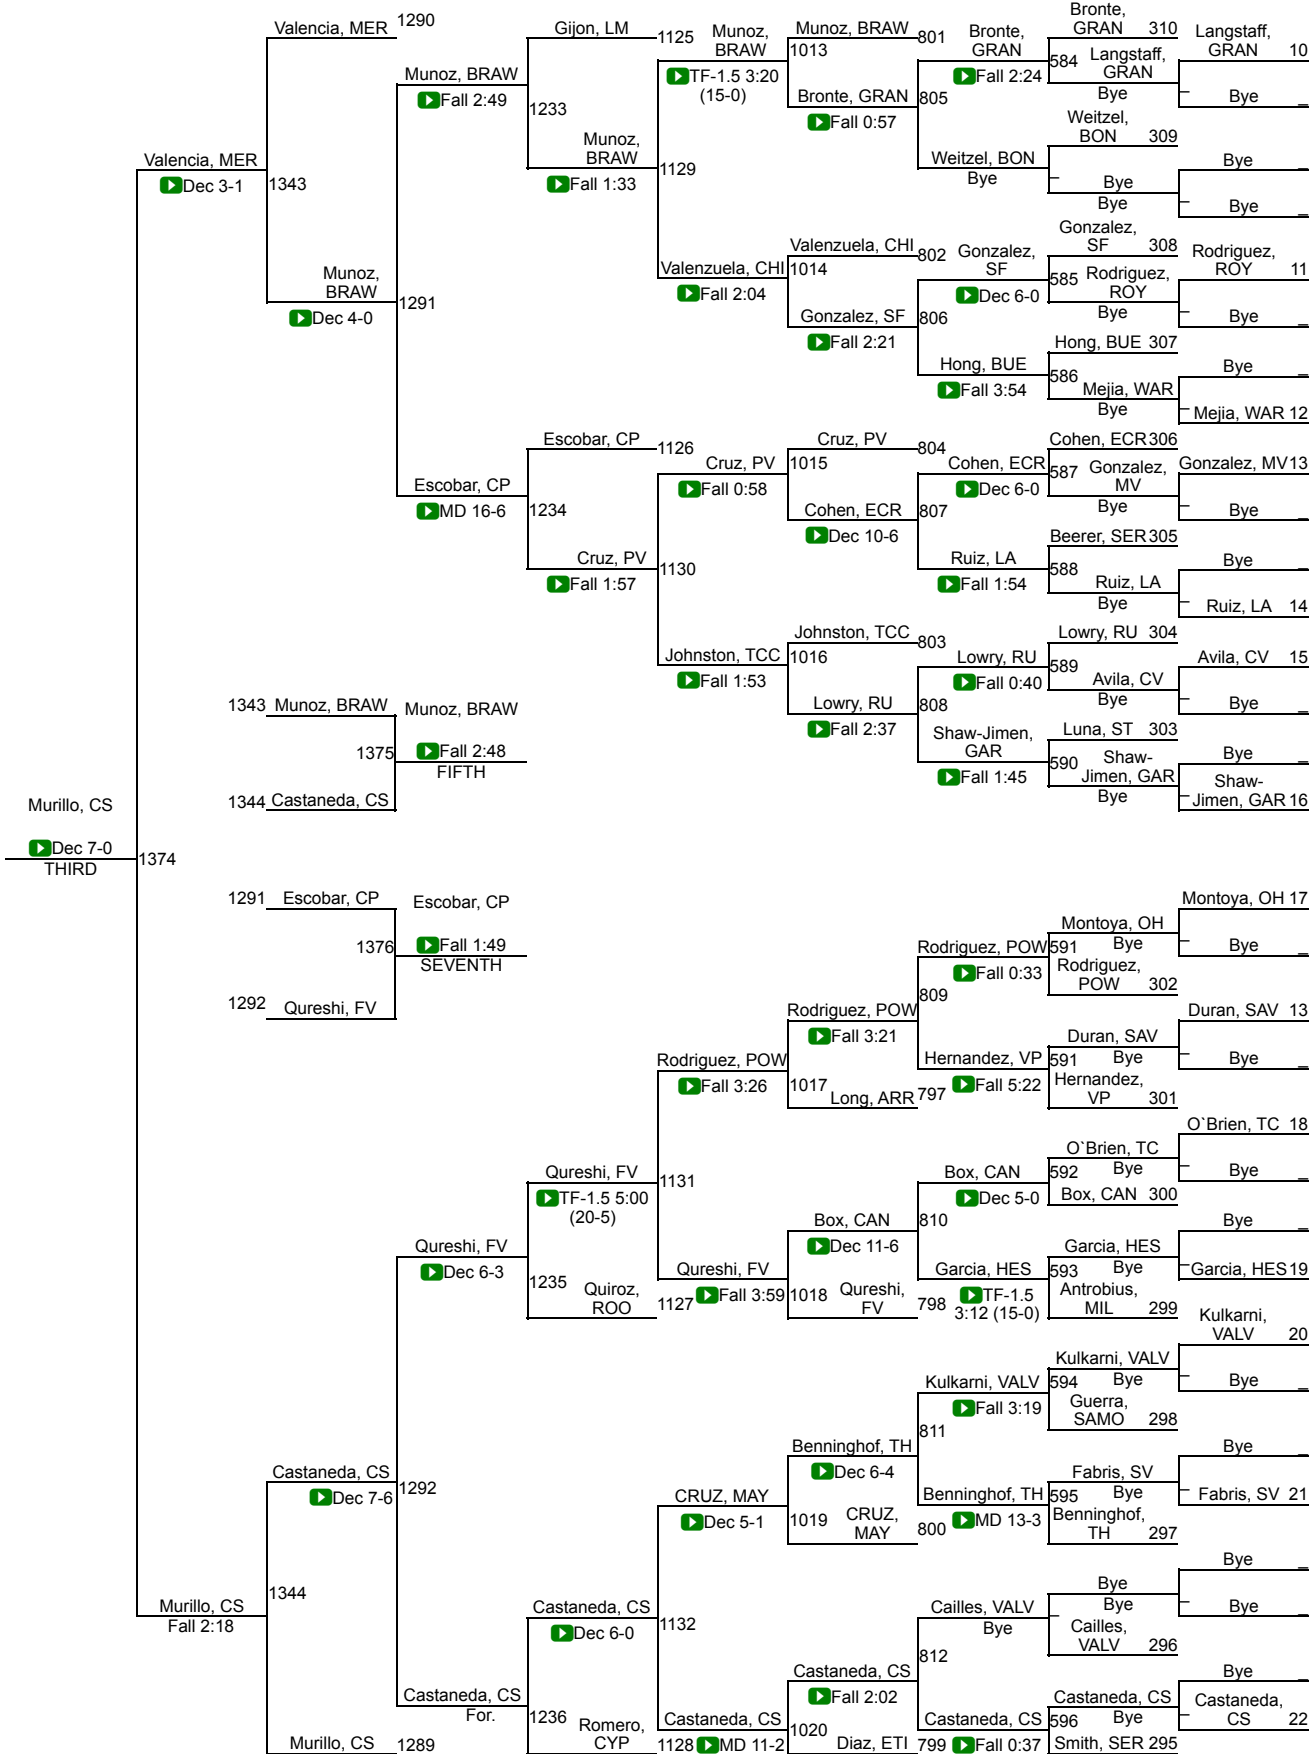 Valencia, MER 1290
Gijon, LM 1125
Munoz, BRAW
Munoz, BRAW 801
Bronte, GRAN
Bronte, GRAN 310
Langstaff, GRAN 10
1013
TF-1.5 3:20 (15-0)
Fall 2:24
584 Langstaff, GRAN
Bye
Bye
Munoz, BRAW
Fall 2:49
1233
Bronte, GRAN 805
Fall 0:57
Weitzel, BON 309
Munoz, BRAW
Fall 1:33
1129
Weitzel, BON
Bye
Bye
Bye
Bye
Bye
Valencia, MER
Dec 3-1
1343
Valenzuela, CHI 802
Gonzalez, SF
Gonzalez, SF 308
Rodriguez, ROY 11
Valenzuela, CHI 1014
Fall 2:04
Dec 6-0
585 Rodriguez, ROY
Bye
Bye
Munoz, BRAW
Dec 4-0
1291
Gonzalez, SF 806
Fall 2:21
Hong, BUE 307
Hong, BUE
Fall 3:54
586
Mejia, WAR
Bye
Bye
Mejia, WAR 12
Escobar, CP 1126
Cruz, PV
Cruz, PV 804
Cohen, ECR
Cohen, ECR 306
Gonzalez, MV 13
Fall 0:58
1015
Dec 6-0
587 Gonzalez, MV
Bye
Bye
Escobar, CP
MD 16-6
1234
Cohen, ECR 807
Dec 10-6
Beerer, SER 305
Cruz, PV
Fall 1:57
1130
Ruiz, LA
Fall 1:54
588
Ruiz, LA
Bye
Bye
Ruiz, LA 14
Johnston, TCC 803
Lowry, RU
Lowry, RU 304
Avila, CV 15
Johnston, TCC 1016
Fall 1:53
Fall 0:40
589
Avila, CV
Bye
Bye
Lowry, RU 808
Fall 2:37
Luna, ST 303
Shaw-Jimen, GAR
Fall 1:45
590 Shaw-Jimen, GAR
Bye
Bye
Shaw-Jimen, GAR 16
1343 Munoz, BRAW
Munoz, BRAW
1375
Fall 2:48
FIFTH
1344 Castaneda, CS
Murillo, CS
Dec 7-0
THIRD
1374
1291 Escobar, CP
Escobar, CP
1376
Fall 1:49
SEVENTH
1292 Qureshi, FV
Montoya, OH 17
Montoya, OH
Bye
Bye
Rodriguez, POW 591
Fall 0:33
Rodriguez, POW 302
809
Rodriguez, POW
Fall 3:21
Duran, SAV 13
Duran, SAV
Bye
Bye
Hernandez, VP 591
Fall 5:22
Hernandez, VP 301
Rodriguez, POW
Fall 3:26
1017
Long, ARR 797
O`Brien, TC 18
O`Brien, TC
Bye
Bye
Qureshi, FV
TF-1.5 5:00 (20-5)
1131
Box, CAN
Dec 5-0
592
Box, CAN 300
Box, CAN
Dec 11-6
810
Bye
Garcia, HES
Bye
Garcia, HES 19
Qureshi, FV
Dec 6-3
1235
Quiroz, ROO 1127
Qureshi, FV
Fall 3:59
1018
Qureshi, FV 798
Garcia, HES
TF-1.5 3:12 (15-0)
593
Antrobius, MIL 299
Kulkarni, VALV 20
Kulkarni, VALV
Bye
Bye
Kulkarni, VALV
Fall 3:19
594
Guerra, SAMO 298
811
Benninghof, TH
Dec 6-4
Bye
Fabris, SV
Bye
Fabris, SV 21
Castaneda, CS
Dec 7-6
1292
CRUZ, MAY
Dec 5-1
1019
CRUZ, MAY 800
Benninghof, TH
MD 13-3
595
Benninghof, TH 297
Bye
Bye
Bye
Bye
1344
Murillo, CS
Fall 2:18
Castaneda, CS
Dec 6-0
1132
Cailles, VALV
Bye
Cailles, VALV 296
812
Castaneda, CS
Fall 2:02
Bye
Castaneda, CS
Bye
Castaneda, CS 22
Castaneda, CS
For.
1236
Romero, CYP 1128
Castaneda, CS
MD 11-2
1020
Diaz, ETI 799
Castaneda, CS
Fall 0:37
596
Smith, SER 295
Murillo, CS 1289